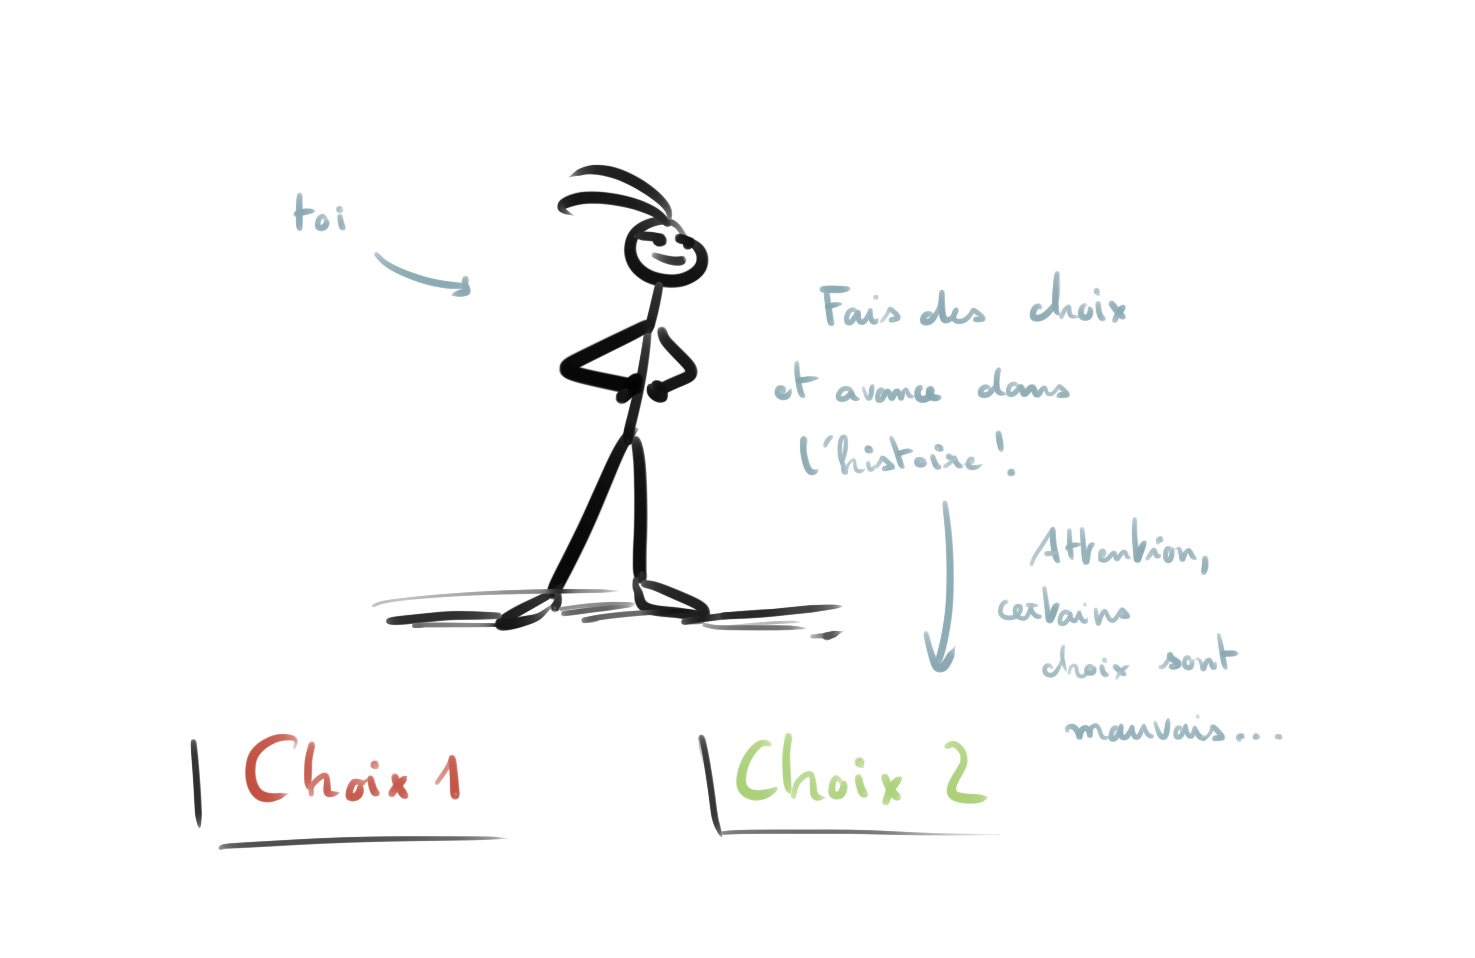 toi
Fais des choix
et avance dans
l'histoire !
Attention,
certains
choix sont
mauvais...
Choix 1
Choix 2